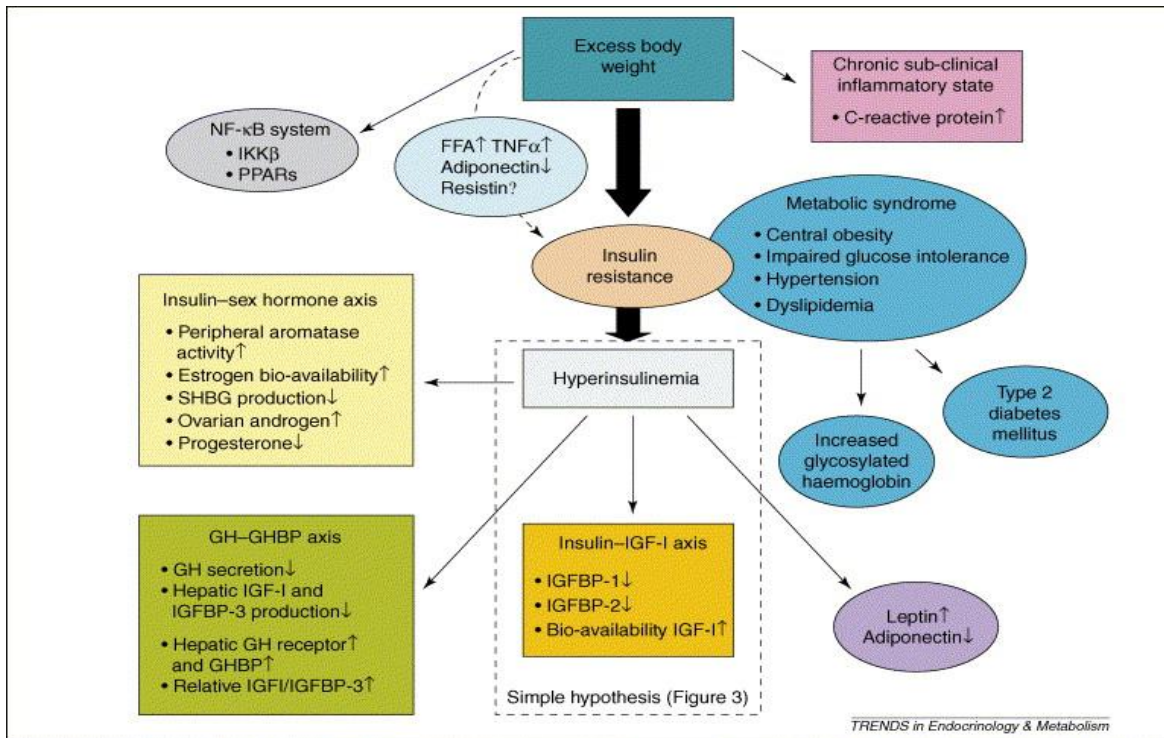 Excess body
weight
Chronic sub-clinical
inflammatory state
• C-reactive protein↑
NF-κB system
• IKKβ
• PPARs
FFA↑ TNFα↑
Adiponectin↓
Resistin?
Metabolic syndrome
• Central obesity
• Impaired glucose intolerance
• Hypertension
• Dyslipidemia
Insulin
resistance
Insulin–sex hormone axis
• Peripheral aromatase
activity↑
• Estrogen bio-availability↑
• SHBG production↓
• Ovarian androgen↑
• Progesterone↓
Hyperinsulinemia
Type 2
diabetes
mellitus
Increased
glycosylated
haemoglobin
GH–GHBP axis
• GH secretion↓
• Hepatic IGF-I and
IGFBP-3 production↓
• Hepatic GH receptor↑
and GHBP↑
• Relative IGFI/IGFBP-3↑
Insulin–IGF-I axis
• IGFBP-1↓
• IGFBP-2↓
• Bio-availability IGF-I↑
Leptin↑
Adiponectin↓
Simple hypothesis (Figure 3)
TRENDS in Endocrinology & Metabolism